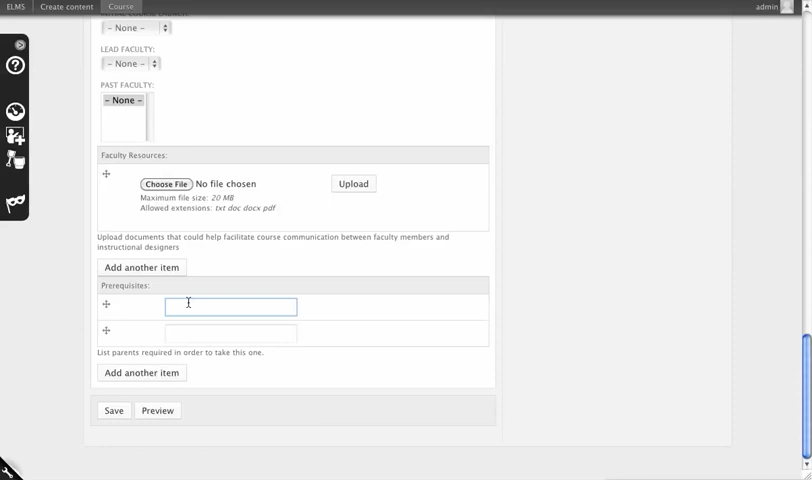 ELMS Create content Course admin
– None –
LEAD FACULTY:
– None –
PAST FACULTY:
– None –
Faculty Resources:
Choose File No file chosen Upload
Maximum file size: 20 MB
Allowed extensions: txt doc docx pdf
Upload documents that could help facilitate course communication between faculty members and
instructional designers
Add another item
Prerequisites:
List parents required in order to take this one.
Add another item
Save Preview